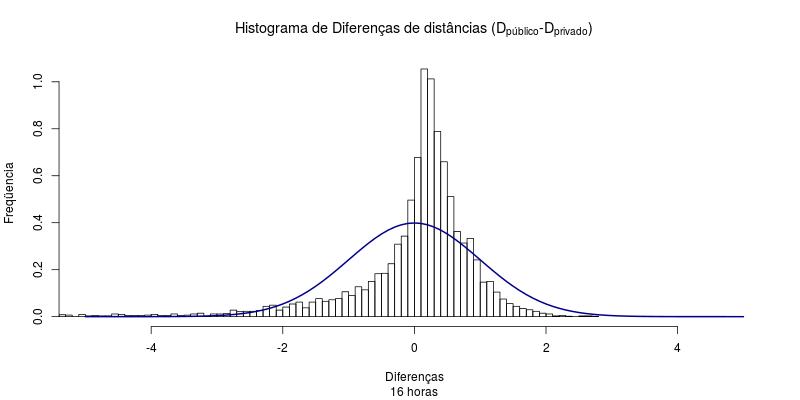 Histograma de Diferenças de distâncias (Dpúblico-Dprivado)
Freqüencia
1.0
0.8
0.6
0.4
0.2
0.0
-4 -2 0 2 4
Diferenças
16 horas